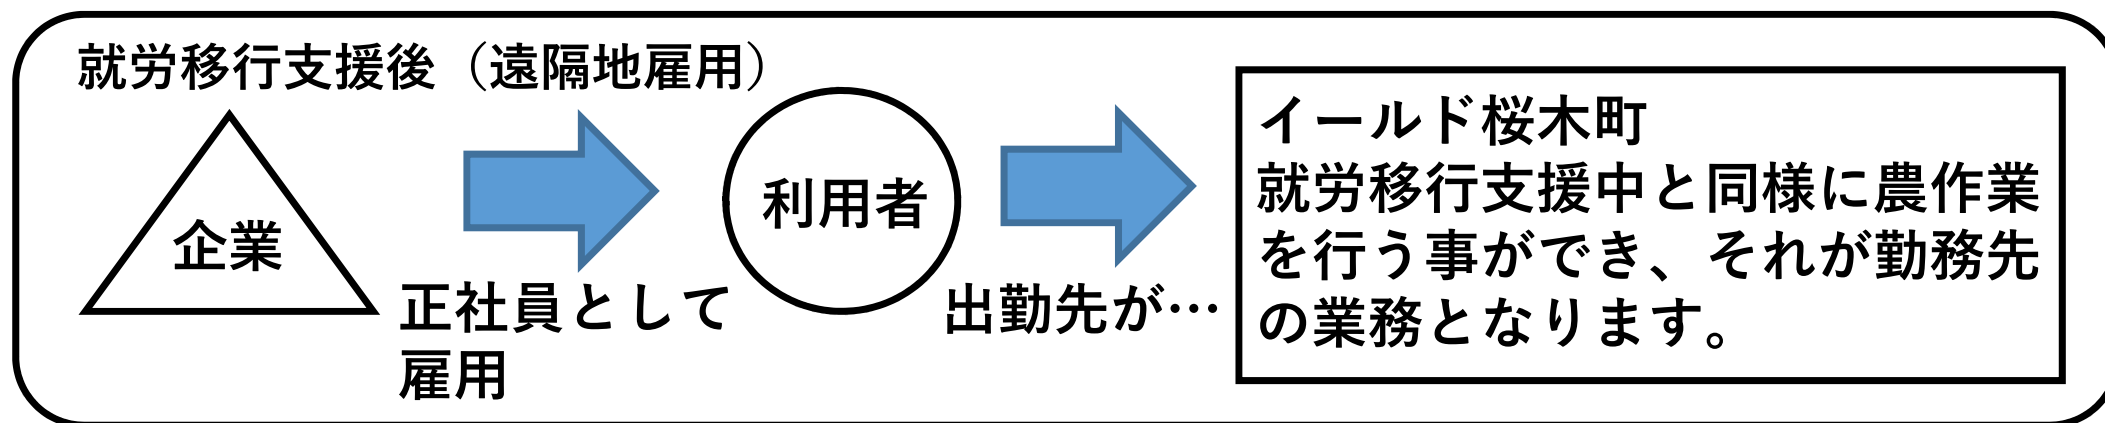 就労移行支援後（遠隔地雇用）
企業
正社員として
雇用
利用者
出勤先が…
イールド桜木町
就労移行支援中と同様に農作業
を行う事ができ、それが勤務先
の業務となります。